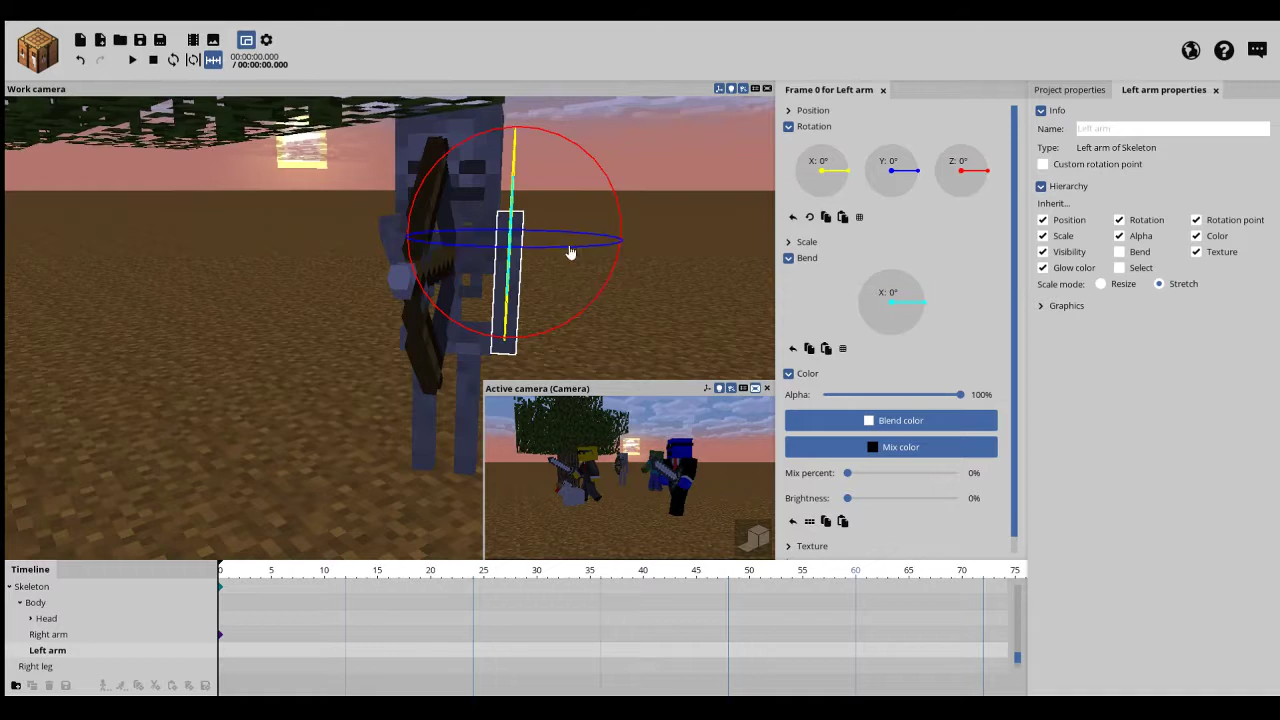 00:00:00.000
/ 00:00:00.000
Work camera
Active camera (Camera)
Frame 0 for Left arm
Position
Rotation
X: 0° Y: 0° Z: 0°
Scale
Bend
X: 0°
Color
Alpha: 100%
Blend color
Mix color
Mix percent: 0%
Brightness: 0%
Texture
Project properties Left arm properties
Info
Name: Left arm
Type: Left arm of Skeleton
Custom rotation point
Hierarchy
Inherit...
Position Rotation Rotation point
Scale Alpha Color
Visibility Bend Texture
Glow color Select
Scale mode: Resize Stretch
Graphics
Timeline
0 5 10 15 20 25 30 35 40 45 50 55 60 65 70 75
Skeleton
Body
Head
Right arm
Left arm
Right leg